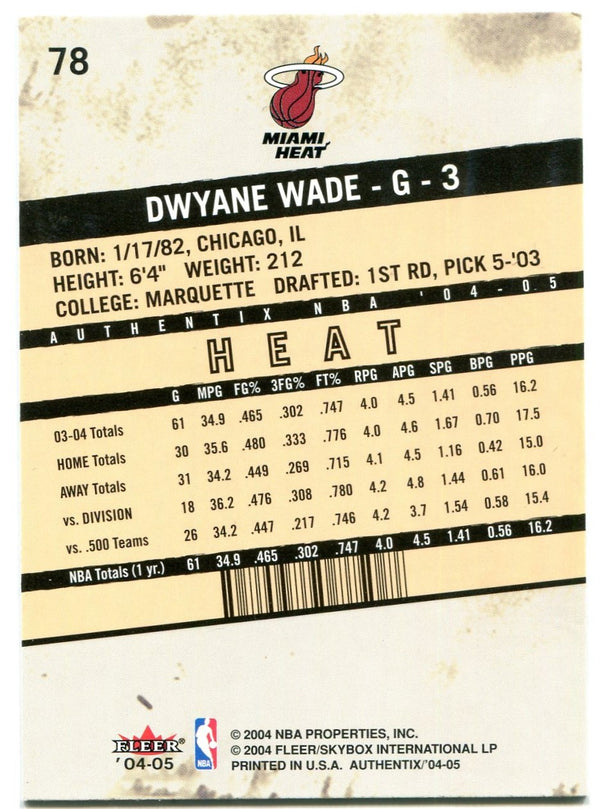 78
MIAMI
HEAT
DWYANE WADE - G - 3
BORN: 1/17/82, CHICAGO, IL
HEIGHT: 6'4" WEIGHT: 212
COLLEGE: MARQUETTE DRAFTED: 1ST RD, PICK 5-'03
AUTHENTIX NBA '04-05
HEAT
G MPG FG% 3FG% FT% RPG APG SPG BPG PPG
03-04 Totals 61 34.9 .465 .302 .747 4.0 4.5 1.41 0.56 16.2
HOME Totals 30 35.6 .480 .333 .776 4.0 4.6 1.67 0.70 17.5
AWAY Totals 31 34.2 .449 .269 .715 4.1 4.5 1.16 0.42 15.0
vs. DIVISION 18 36.2 .476 .308 .780 4.2 4.8 1.44 0.61 16.0
vs. .500 Teams 26 34.2 .447 .217 .746 4.2 3.7 1.54 0.58 15.4
NBA Totals (1 yr.) 61 34.9 .465 .302 .747 4.0 4.5 1.41 0.56 16.2
FLEER®
'04-05
NBA
© 2004 NBA PROPERTIES, INC.
© 2004 FLEER/SKYBOX INTERNATIONAL LP
PRINTED IN U.S.A. AUTHENTIX/'04-05